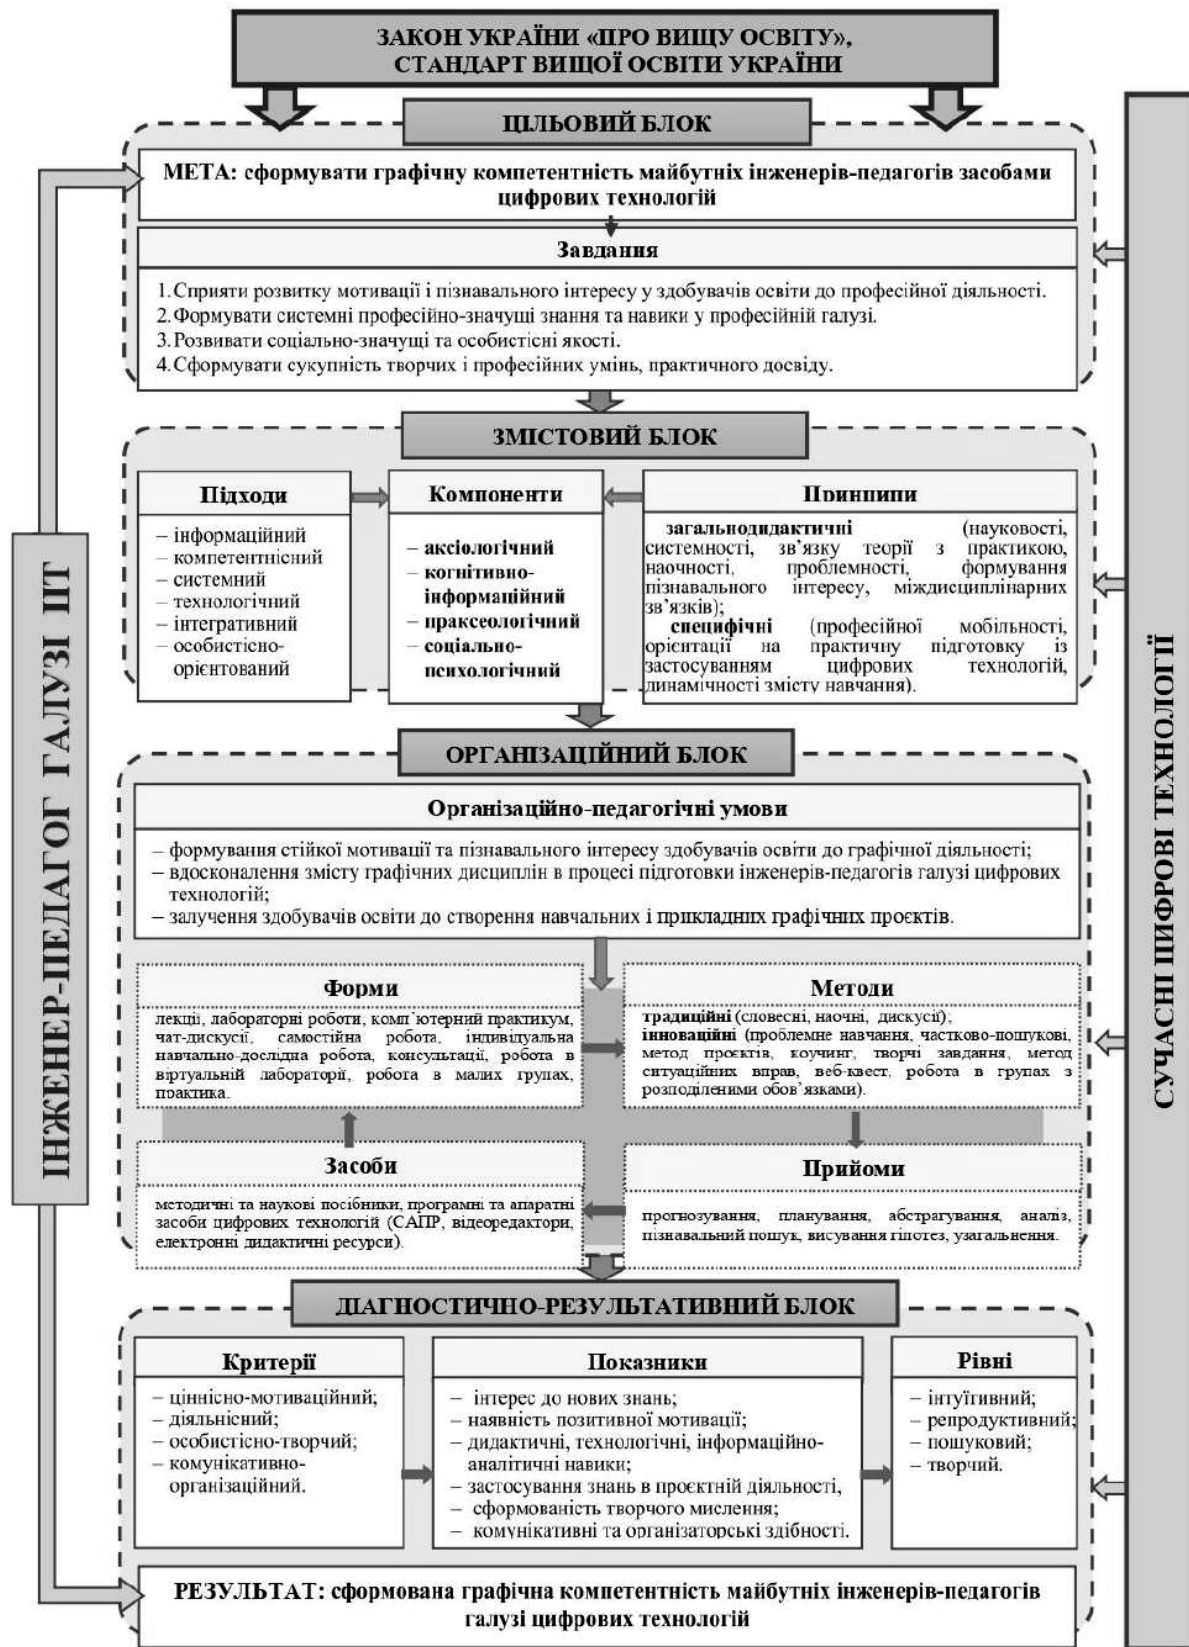 ЗАКОН УКРАЇНИ «ПРО ВИЩУ ОСВІТУ»,
СТАНДАРТ ВИЩОЇ ОСВІТИ УКРАЇНИ
ЦІЛЬОВИЙ БЛОК
МЕТА: сформувати графічну компетентність майбутніх інженерів-педагогів засобами
цифрових технологій
Завдання
1. Сприяти розвитку мотивації і пізнавального інтересу у здобувачів освіти до професійної діяльності.
2. Формувати системні професійно-значущі знання та навики у професійній галузі.
3. Розвивати соціально-значущі та особистісні якості.
4. Сформувати сукупність творчих і професійних умінь, практичного досвіду.
ЗМІСТОВИЙ БЛОК
Підходи
– інформаційний
– компетентнісний
– системний
– технологічний
– інтегративний
– особистісно-
орієнтований
Компоненти
– аксіологічний
– когнітивно-
інформаційний
– праксеологічний
– соціально-
психологічний
Принципи
загальнодидактичні (науковості,
системності, зв’язку теорії з практикою,
наочності, проблемності, формування
пізнавального інтересу, міждисциплінарних
зв’язків);
специфічні (професійної мобільності,
орієнтації на практичну підготовку із
застосуванням цифрових технологій,
динамічності змісту навчання).
ОРГАНІЗАЦІЙНИЙ БЛОК
Організаційно-педагогічні умови
– формування стійкої мотивації та пізнавального інтересу здобувачів освіти до графічної діяльності;
– вдосконалення змісту графічних дисциплін в процесі підготовки інженерів-педагогів галузі цифрових
технологій;
– залучення здобувачів освіти до створення навчальних і прикладних графічних проєктів.
Форми
лекції, лабораторні роботи, комп’ютерний практикум,
чат-дискусії, самостійна робота, індивідуальна
навчально-дослідна робота, консультації, робота в
віртуальній лабораторії, робота в малих групах,
практика.
Методи
традиційні (словесні, наочні, дискусії);
інноваційні (проблемне навчання, частково-пошукові,
метод проєктів, коучинг, творчі завдання, метод
ситуаційних вправ, веб-квест, робота в групах з
розподіленими обов’язками).
Засоби
методичні та наукові посібники, програмні та апаратні
засоби цифрових технологій (САПР, відеоредактори,
електронні дидактичні ресурси).
Прийоми
прогнозування, планування, абстрагування, аналіз,
пізнавальний пошук, висування гіпотез, узагальнення.
ДІАГНОСТИЧНО-РЕЗУЛЬТАТИВНИЙ БЛОК
Критерії
– ціннісно-мотиваційний;
– діяльнісний;
– особистісно-творчий;
– комунікативно-
організаційний.
Показники
– інтерес до нових знань;
– наявність позитивної мотивації;
– дидактичні, технологічні, інформаційно-
аналітичні навики;
– застосування знань в проєктній діяльності,
– сформованість творчого мислення;
– комунікативні та організаторські здібності.
Рівні
– інтуїтивний;
– репродуктивний;
– пошуковий;
– творчий.
РЕЗУЛЬТАТ: сформована графічна компетентність майбутніх інженерів-педагогів
галузі цифрових технологій
ІНЖЕНЕР-ПЕДАГОГ ГАЛУЗІ ЦТ
СУЧАСНІ ЦИФРОВІ ТЕХНОЛОГІЇ